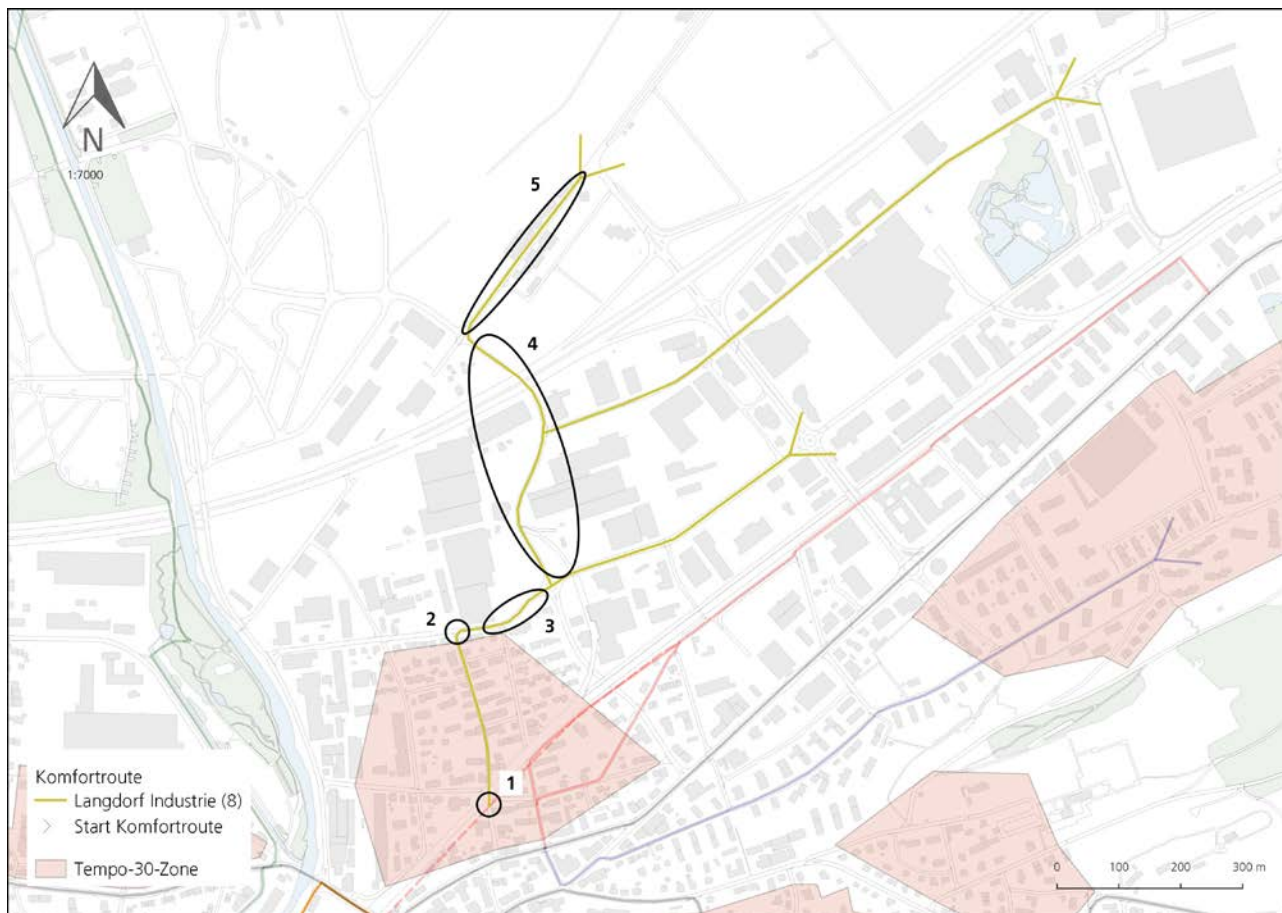 N
1:7000
5
4
2
3
1
Komfortroute
Langdorf Industrie (8)
Start Komfortroute
Tempo-30-Zone
0 100 200 300 m